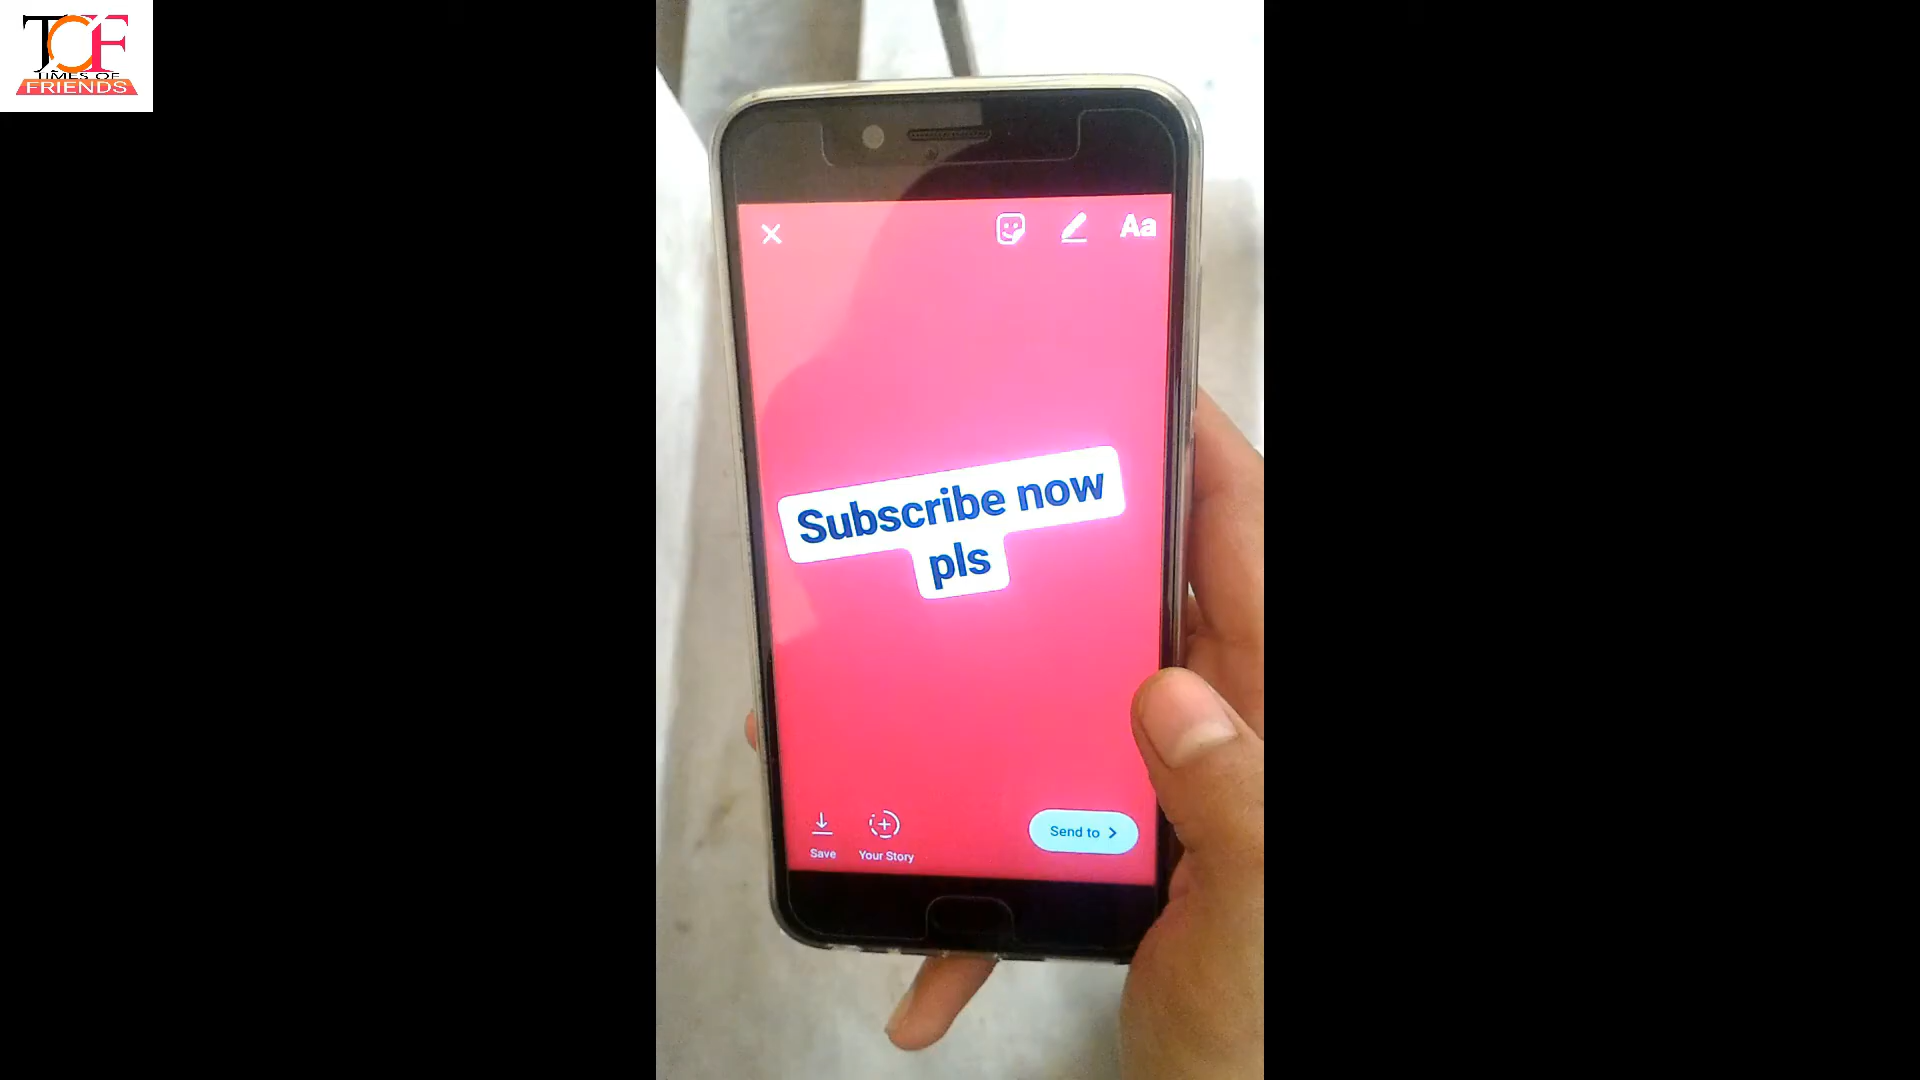 TOF
TIMES OF
FRIENDS
Aa
Subscribe now
pls
Save
Your Story
Send to